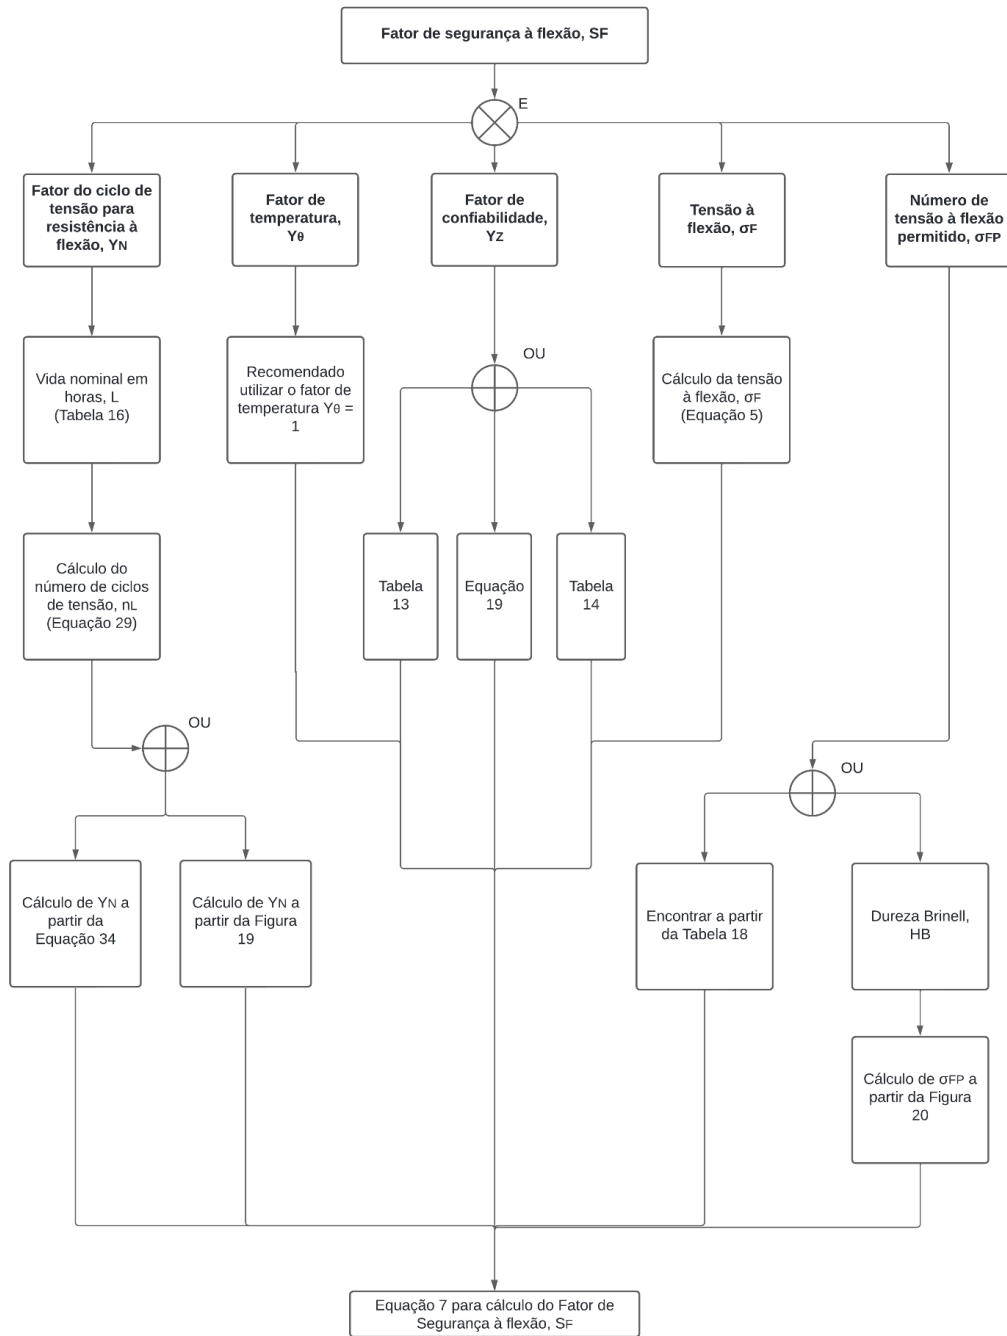 Fator de segurança à flexão, SF
E
Fator do ciclo de
tensão para
resistência à
flexão, YN
Fator de
temperatura,
Yθ
Fator de
confiabilidade,
YZ
Tensão à
flexão, σF
Número de
tensão à flexão
permitido, σFP
Vida nominal em
horas, L
(Tabela 16)
Recomendado
utilizar o fator de
temperatura Yθ =
1
OU
Cálculo da tensão
à flexão, σF
(Equação 5)
Cálculo do
número de ciclos
de tensão, nL
(Equação 29)
Tabela
13
Equação
19
Tabela
14
OU
OU
Cálculo de YN a
partir da
Equação 34
Cálculo de YN a
partir da Figura
19
Encontrar a partir
da Tabela 18
Dureza Brinell,
HB
Cálculo de σFP a
partir da Figura
20
Equação 7 para cálculo do Fator de
Segurança à flexão, SF